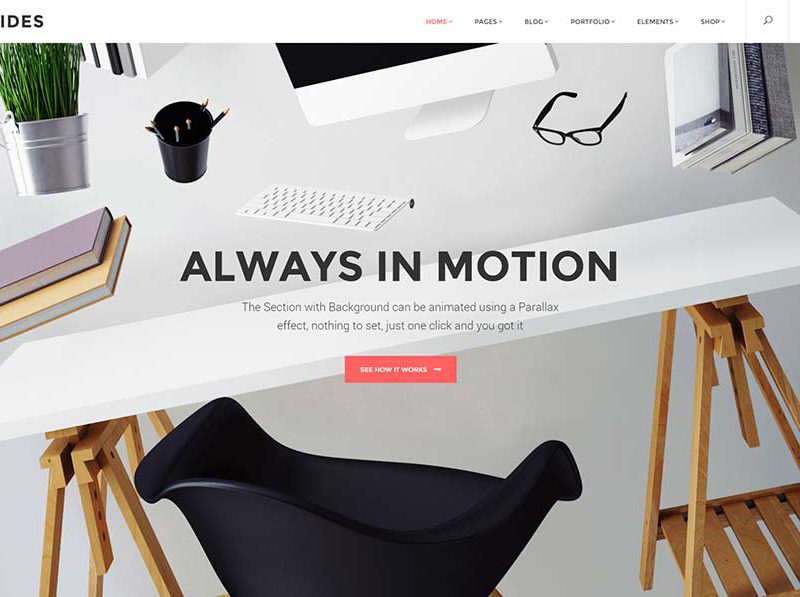 IDES
HOME PAGES BLOG PORTFOLIO ELEMENTS SHOP
ALWAYS IN MOTION
The Section with Background can be animated using a Parallax
effect, nothing to set, just one click and you got it
SEE HOW IT WORKS